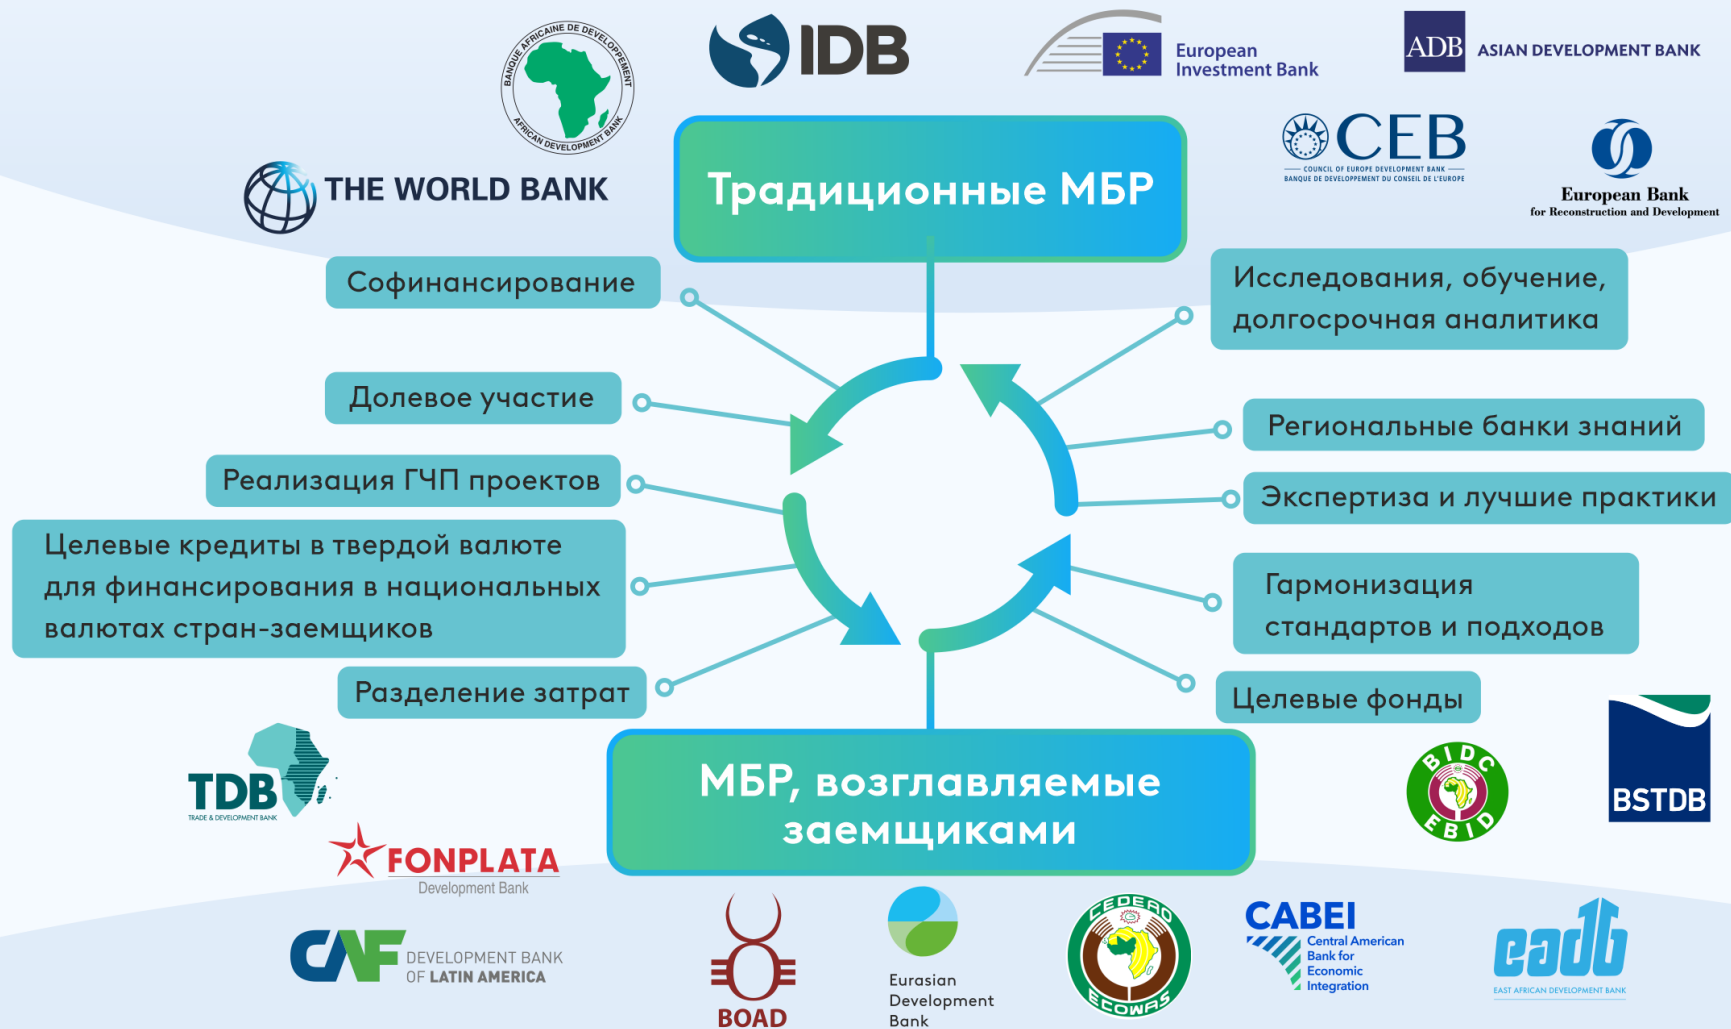 BANQUE AFRICAINE DE DEVELOPPEMENT
AFRICAN DEVELOPMENT BANK
IDB
European
Investment Bank
ADB
ASIAN DEVELOPMENT BANK
THE WORLD BANK
Традиционные МБР
CEB
COUNCIL OF EUROPE DEVELOPMENT BANK
BANQUE DE DEVELOPPEMENT DU CONSEIL DE L'EUROPE
European Bank
for Reconstruction and Development
Софинансирование
Долевое участие
Реализация ГЧП проектов
Целевые кредиты в твердой валюте
для финансирования в национальных
валютах стран-заемщиков
Разделение затрат
Исследования, обучение,
долгосрочная аналитика
Региональные банки знаний
Экспертиза и лучшие практики
Гармонизация
стандартов и подходов
Целевые фонды
МБР, возглавляемые
заемщиками
TDB
TRADE & DEVELOPMENT BANK
FONPLATA
Development Bank
CAF
DEVELOPMENT BANK
OF LATIN AMERICA
BOAD
Eurasian
Development
Bank
CEDEAO
ECOWAS
CABEI
Central American
Bank for
Economic
Integration
BIDC
EBID
BSTDB
eadb
EAST AFRICAN DEVELOPMENT BANK